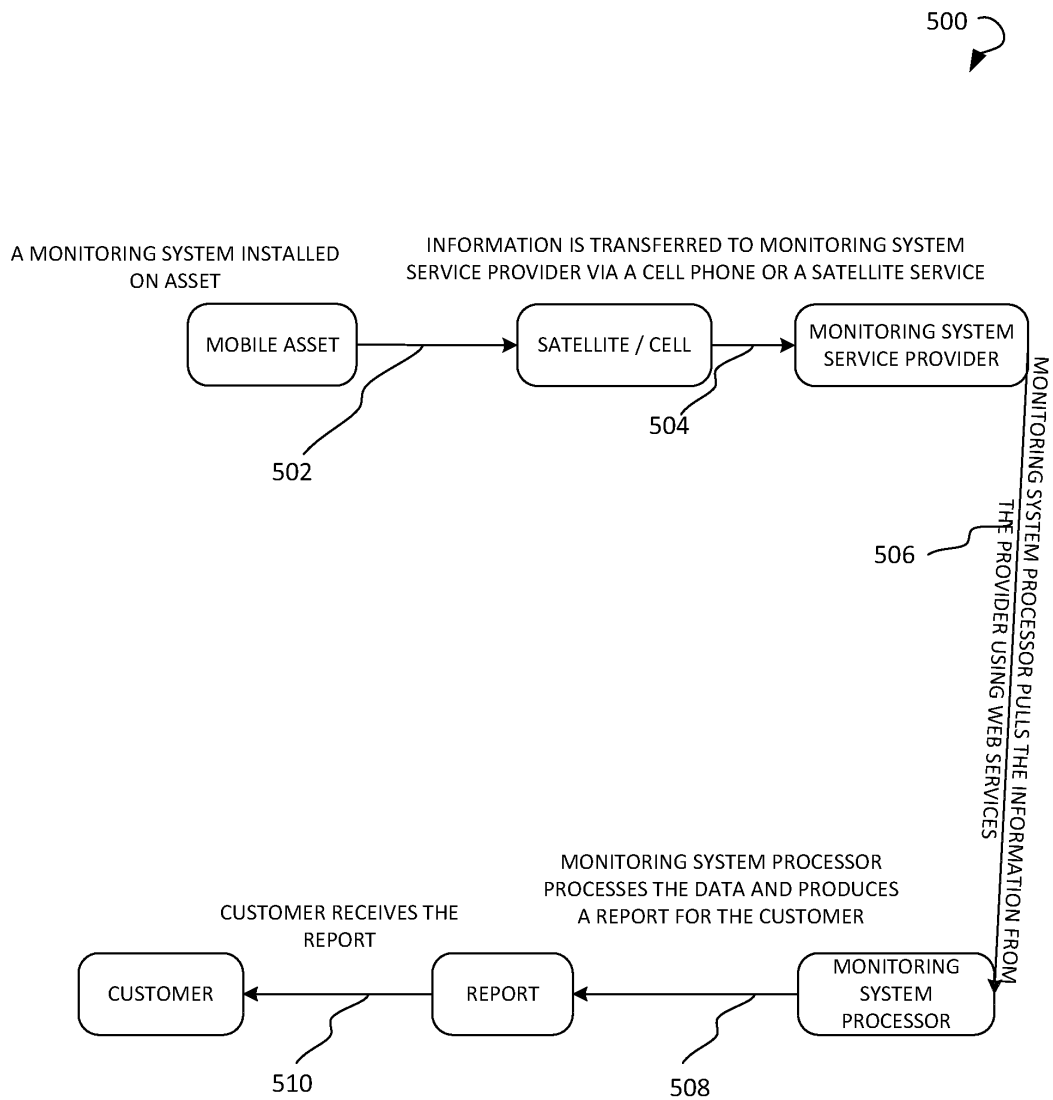 500
A MONITORING SYSTEM INSTALLED
ON ASSET
INFORMATION IS TRANSFERRED TO MONITORING SYSTEM
SERVICE PROVIDER VIA A CELL PHONE OR A SATELLITE SERVICE
MOBILE ASSET
SATELLITE / CELL
MONITORING SYSTEM
SERVICE PROVIDER
502
504
MONITORING SYSTEM PROCESSOR PULLS THE INFORMATION FROM
THE PROVIDER USING WEB SERVICES
506
MONITORING SYSTEM PROCESSOR
PROCESSES THE DATA AND PRODUCES
A REPORT FOR THE CUSTOMER
CUSTOMER RECEIVES THE
REPORT
CUSTOMER
REPORT
MONITORING
SYSTEM
PROCESSOR
510
508